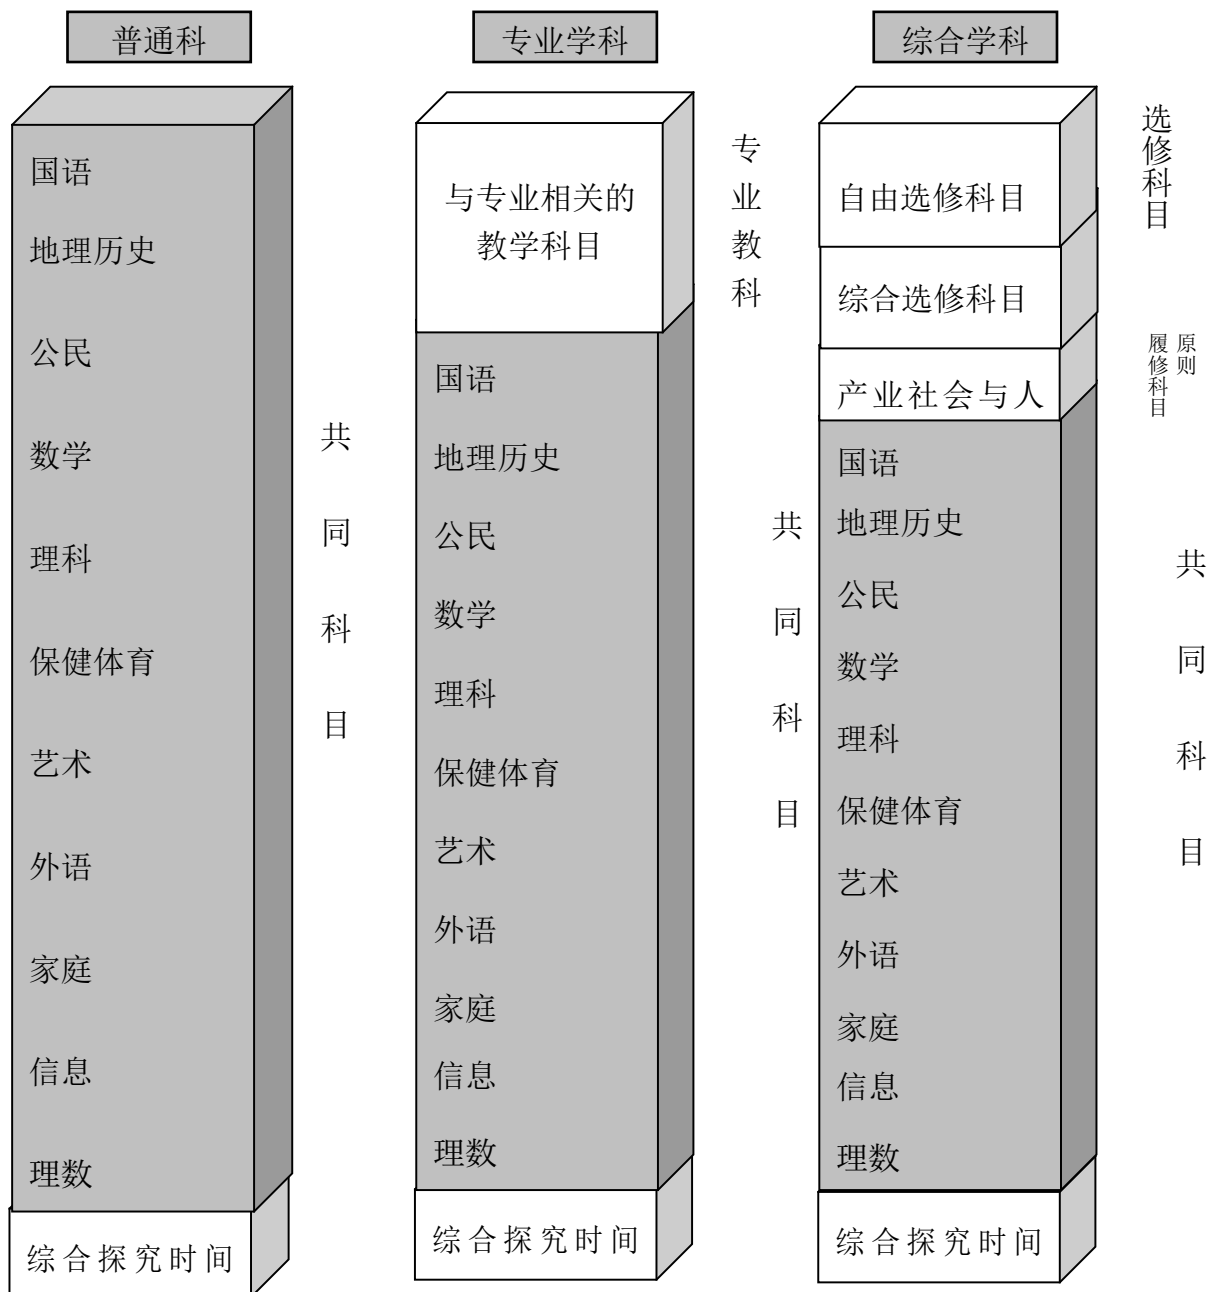 普通科
国语
地理历史
公民
数学
理科
保健体育
艺术
外语
家庭
信息
理数
综合探究时间
共同科目
专业学科
与专业相关的
教学科目
国语
地理历史
公民
数学
理科
保健体育
艺术
外语
家庭
信息
理数
综合探究时间
专业教科
共同科目
综合学科
自由选修科目
综合选修科目
产业社会与人
国语
地理历史
公民
数学
理科
保健体育
艺术
外语
家庭
信息
理数
综合探究时间
选修科目
原则
履修科目
共同科目